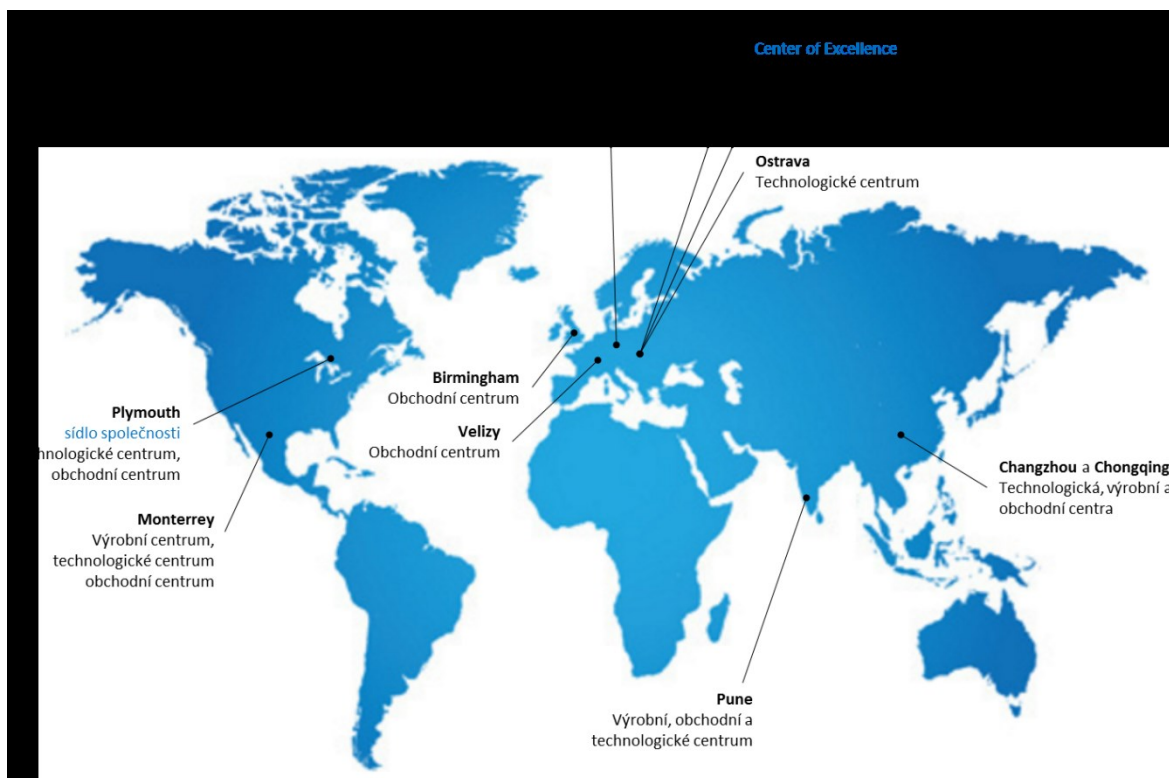 Center of Excellence
Ostrava
Technologické centrum
Birmingham
Obchodní centrum
Velizy
Obchodní centrum
Plymouth
sídlo společnosti
hnologické centrum,
obchodní centrum
Monterrey
Výrobní centrum,
technologické centrum
obchodní centrum
Changzhou a Chongqing
Technologická, výrobní a
obchodní centra
Pune
Výrobní, obchodní a
technologické centrum